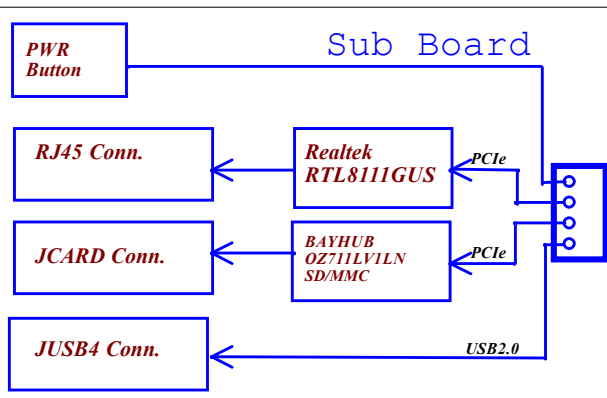 Sub Board
PWR
Button
RJ45 Conn.
Realtek
RTL8111GUS
PCIe
JCARD Conn.
BAYHUB
OZ711LV1LN
SD/MMC
PCIe
JUSB4 Conn.
USB2.0